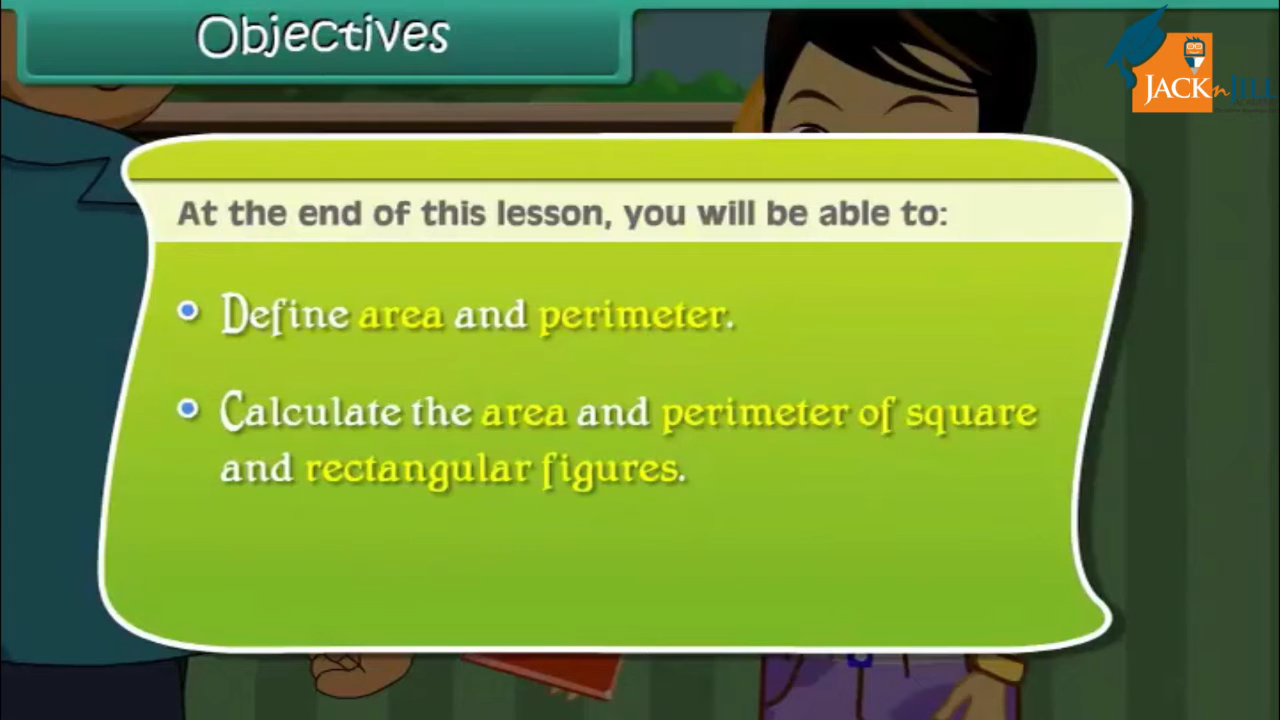 Objectives
JACKnJILL
At the end of this lesson, you will be able to:
Define area and perimeter.
Calculate the area and perimeter of square
and rectangular figures.